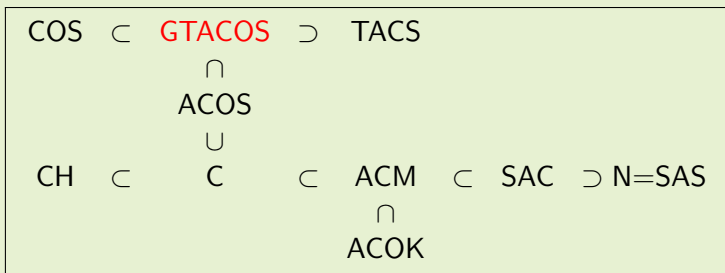 COS ⊂ GTACOS ⊃ TACS
∩
ACOS
∪
CH ⊂ C ⊂ ACM ⊂ SAC ⊃ N=SAS
∩
ACOK